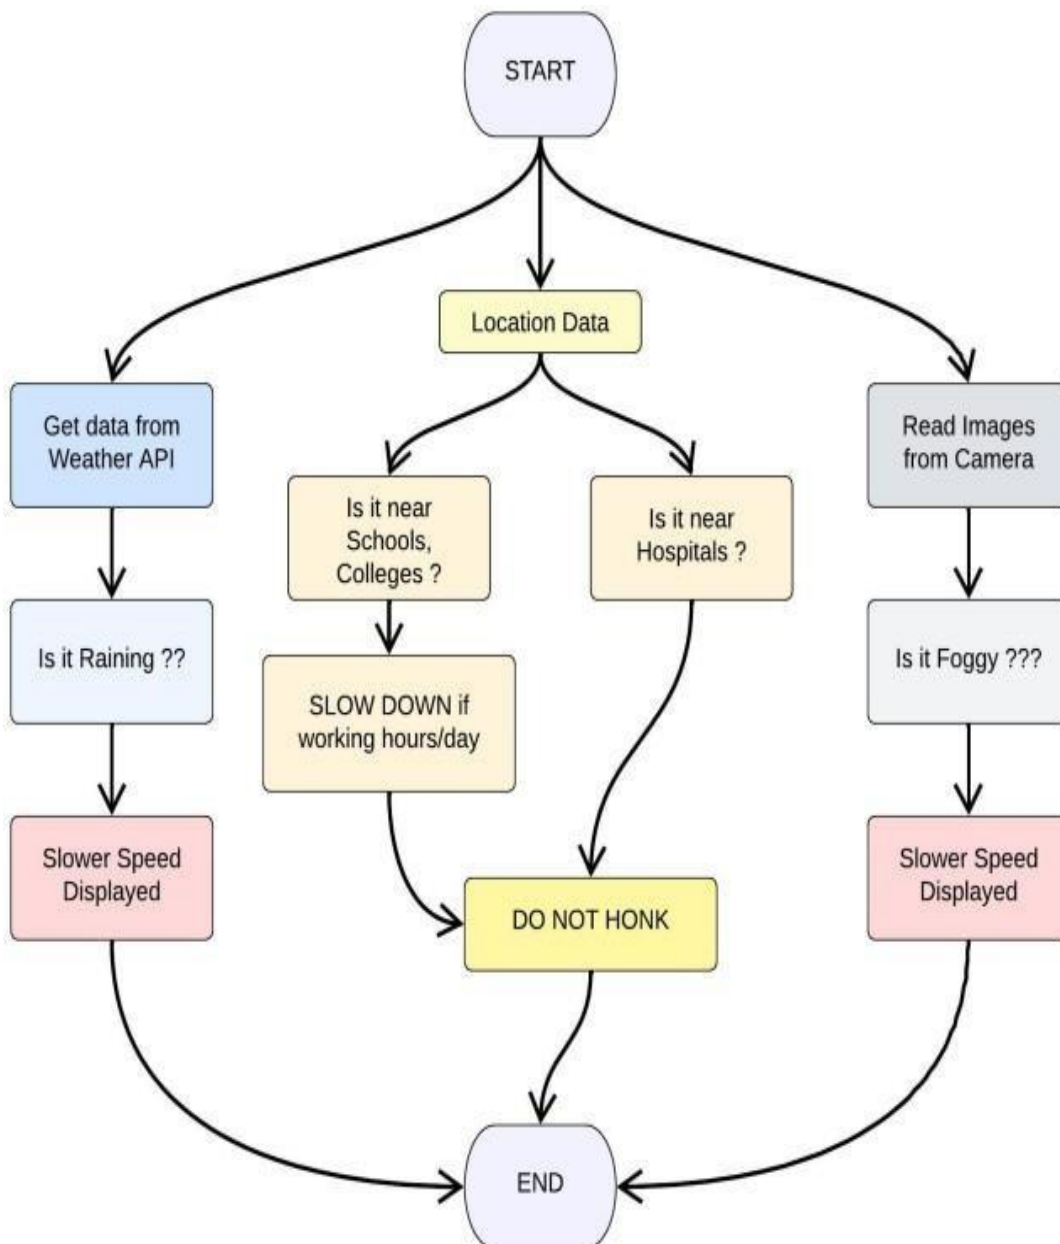 START
Location Data
Get data from
Weather API
Read Images
from Camera
Is it near
Schools,
Colleges ?
Is it near
Hospitals ?
Is it Raining ??
Is it Foggy ???
SLOW DOWN if
working hours/day
Slower Speed
Displayed
Slower Speed
Displayed
DO NOT HONK
END